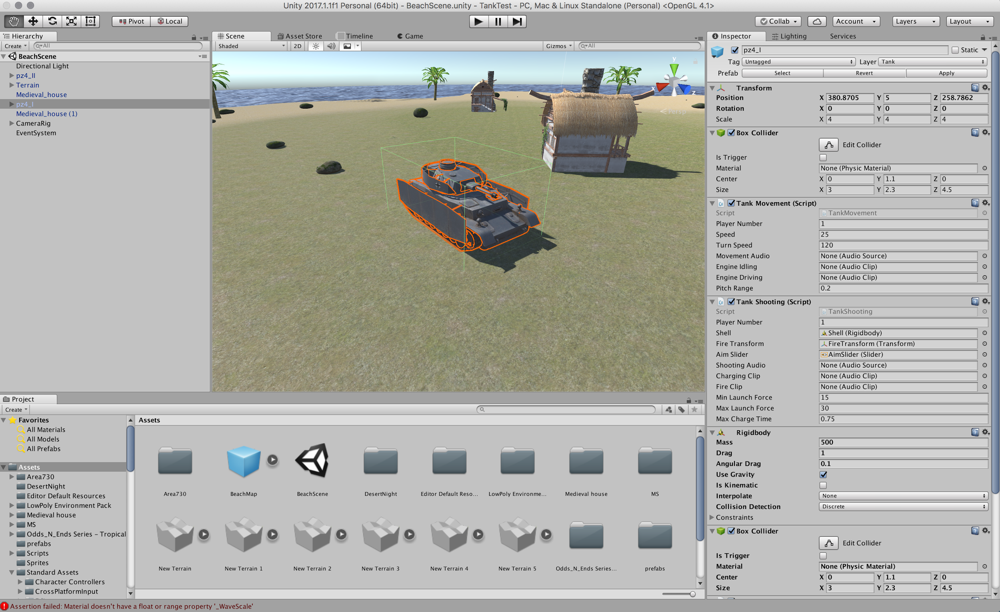 Unity 2017.1.1f1 Personal (64bit) - BeachScene.unity - TankTest - PC, Mac & Linux Standalone (Personal) <OpenGL 4.1>
Pivot Local Collab Account Layers Layout
Hierarchy
Create All
BeachScene
Directional Light
pz4_II
Terrain
Medieval_house
pz4_I
Medieval_house (1)
CameraRig
EventSystem
Scene Asset Store Timeline Game
Shaded 2D Gizmos All
y
x
z
Persp
Inspector Lighting Services
pz4_I Static
Tag Untagged Layer Tank
Prefab Select Revert Apply
Transform
Position X 380.8705 Y 5 Z 258.7862
Rotation X 0 Y 0 Z 0
Scale X 4 Y 4 Z 4
Box Collider
Edit Collider
Is Trigger
Material None (Physic Material)
Center X 0 Y 1.1 Z 0
Size X 3 Y 2.3 Z 4.5
Tank Movement (Script)
Script TankMovement
Player Number 1
Speed 25
Turn Speed 120
Movement Audio None (Audio Source)
Engine Idling None (Audio Clip)
Engine Driving None (Audio Clip)
Pitch Range 0.2
Tank Shooting (Script)
Script TankShooting
Player Number 1
Shell Shell (Rigidbody)
Fire Transform FireTransform (Transform)
Aim Slider AimSlider (Slider)
Shooting Audio None (Audio Source)
Charging Clip None (Audio Clip)
Fire Clip None (Audio Clip)
Min Launch Force 15
Max Launch Force 30
Max Charge Time 0.75
Rigidbody
Mass 500
Drag 1
Angular Drag 0.1
Use Gravity
Is Kinematic
Interpolate None
Collision Detection Discrete
Constraints
Box Collider
Edit Collider
Is Trigger
Material None (Physic Material)
Center X 0 Y 1.1 Z 0
Size X 3 Y 2.3 Z 4.5
Project
Create
Favorites
All Materials
All Models
All Prefabs
Assets
Area730
DesertNight
Editor Default Resources
LowPoly Environment Pack
Medieval house
MS
Odds_N_Ends Series – Tropical
prefabs
Scripts
Sprites
Standard Assets
Character Controllers
CrossPlatformInput
Assets
Area730 BeachMap BeachScene DesertNight Editor Default Reso... LowPoly Environme... Medieval house MS
New Terrain New Terrain 1 New Terrain 2 New Terrain 3 New Terrain 4 New Terrain 5 Odds_N_Ends Series... prefabs
Assertion failed: Material doesn't have a float or range property '_WaveScale'